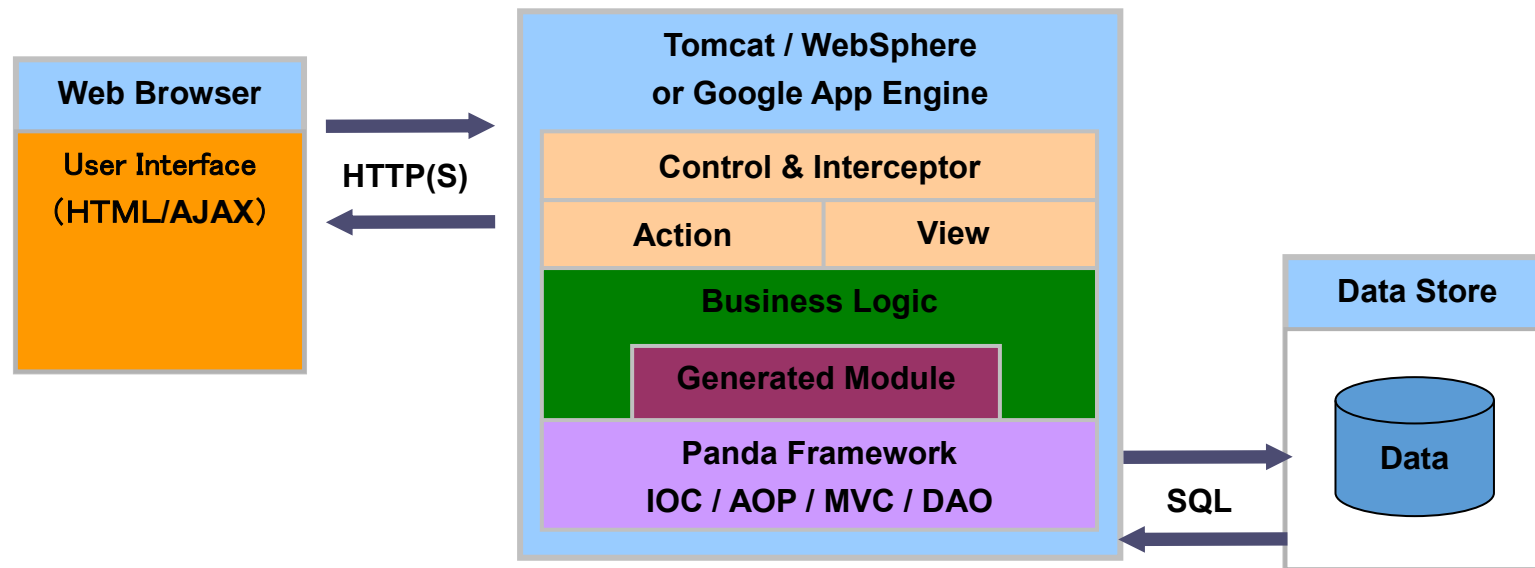 Web Browser
User Interface
（HTML/AJAX）
HTTP(S)
Tomcat / WebSphere
or Google App Engine
Control & Interceptor
Action
View
Business Logic
Generated Module
Panda Framework
IOC / AOP / MVC / DAO
SQL
Data Store
Data